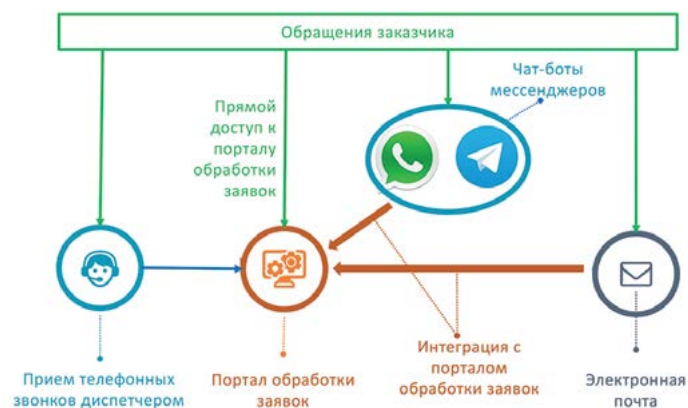 Обращения заказчика
Чат-боты
мессенджеров
Прямой
доступ к
порталу
обработки
заявок
Интеграция с
порталом
обработки заявок
Прием телефонных
звонков диспетчером
Портал обработки
заявок
Электронная
почта